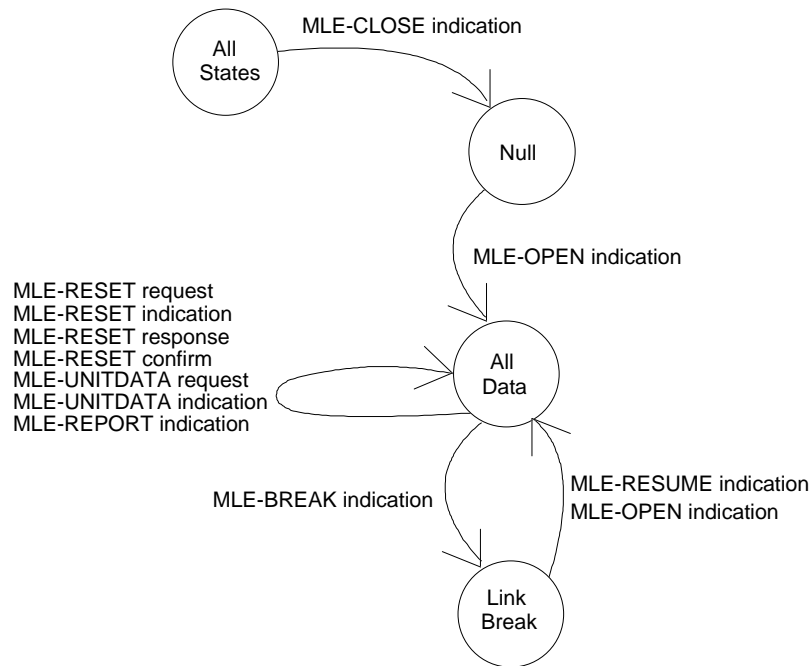 MLE-CLOSE indication
All
States
Null
MLE-OPEN indication
MLE-RESET request
MLE-RESET indication
MLE-RESET response
MLE-RESET confirm
MLE-UNITDATA request
MLE-UNITDATA indication
MLE-REPORT indication
All
Data
MLE-BREAK indication
MLE-RESUME indication
MLE-OPEN indication
Link
Break